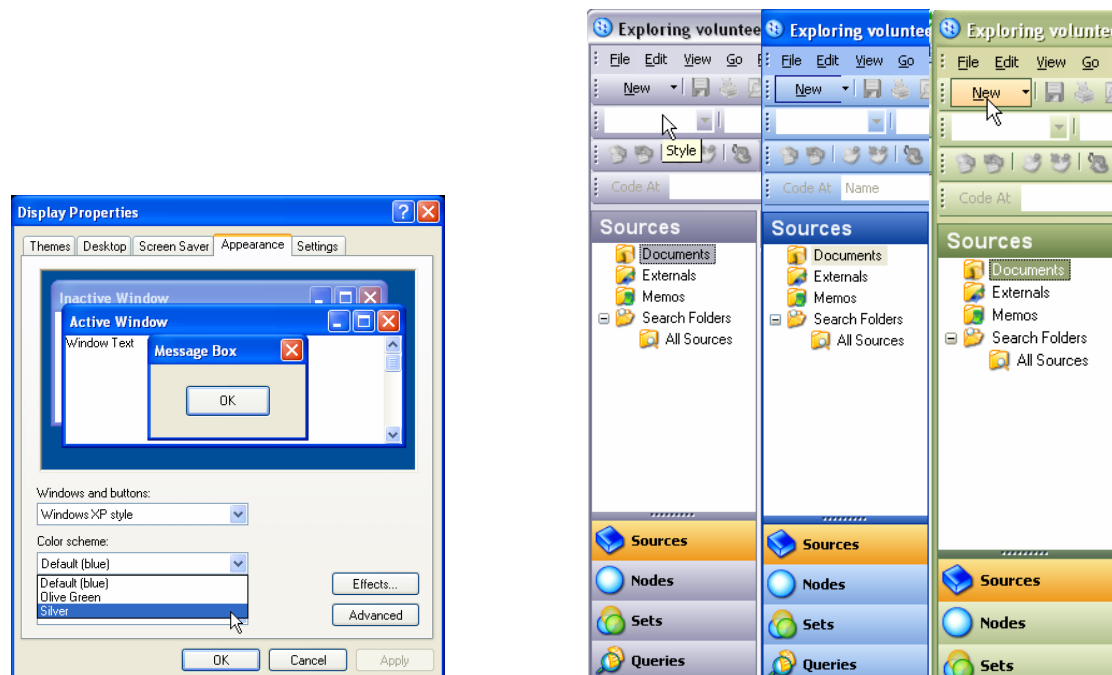 Display Properties
Themes Desktop Screen Saver Appearance Settings
Inactive Window
Active Window
Window Text
Message Box
OK
Windows and buttons:
Windows XP style
Color scheme:
Default (blue)
Default (blue)
Olive Green
Silver
Effects...
Advanced
OK Cancel Apply
Exploring voluntee
File Edit View Go
New
Style
Code At
Sources
Documents
Externals
Memos
Search Folders
All Sources
Sources
Nodes
Sets
Queries
Exploring voluntee
File Edit View Go
New
Code At Name
Sources
Documents
Externals
Memos
Search Folders
All Sources
Sources
Nodes
Sets
Queries
Exploring volunte
File Edit View Go
New
Code At
Sources
Documents
Externals
Memos
Search Folders
All Sources
Sources
Nodes
Sets